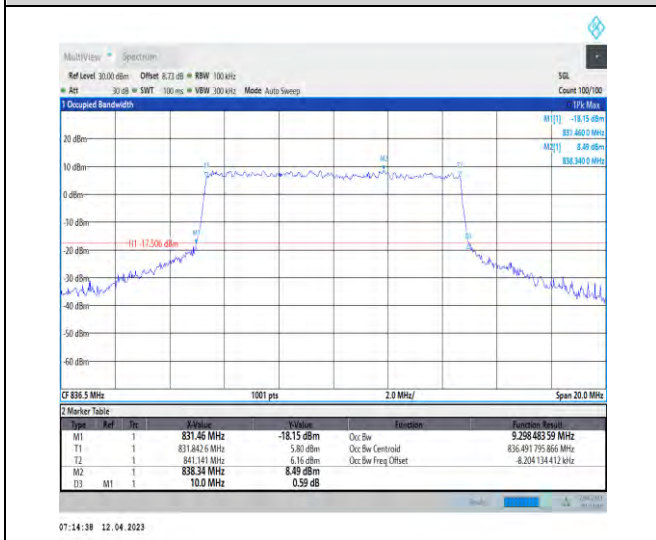 MultiView Spectrum
Ref Level 30.00 dBm Offset 8.73 dB RBW 100 kHz SGL
Att 30 dB SWT 100 ms VBW 300 kHz Mode Auto Sweep Count 100/100
1 Occupied Bandwidth 1Pk Max
M1[1] -18.15 dBm
831.460 0 MHz
M2[1] 8.49 dBm
838.340 0 MHz
20 dBm
10 dBm
T1 M2 T2
0 dBm
-10 dBm
M1 D3
H1 -17.506 dBm
-20 dBm
-30 dBm
-40 dBm
-50 dBm
-60 dBm
CF 836.5 MHz 1001 pts 2.0 MHz/ Span 20.0 MHz
2 Marker Table
Type Ref Trc X-Value Y-Value Function Function Result
M1 1 831.46 MHz -18.15 dBm Occ Bw 9.298 483 59 MHz
T1 1 831.842 6 MHz 5.80 dBm Occ Bw Centroid 836.491 795 866 MHz
T2 1 841.141 MHz 6.16 dBm Occ Bw Freq Offset -8.204 134 412 kHz
M2 1 838.34 MHz 8.49 dBm
D3 M1 1 10.0 MHz 0.59 dB
07:14:38 12.04.2023